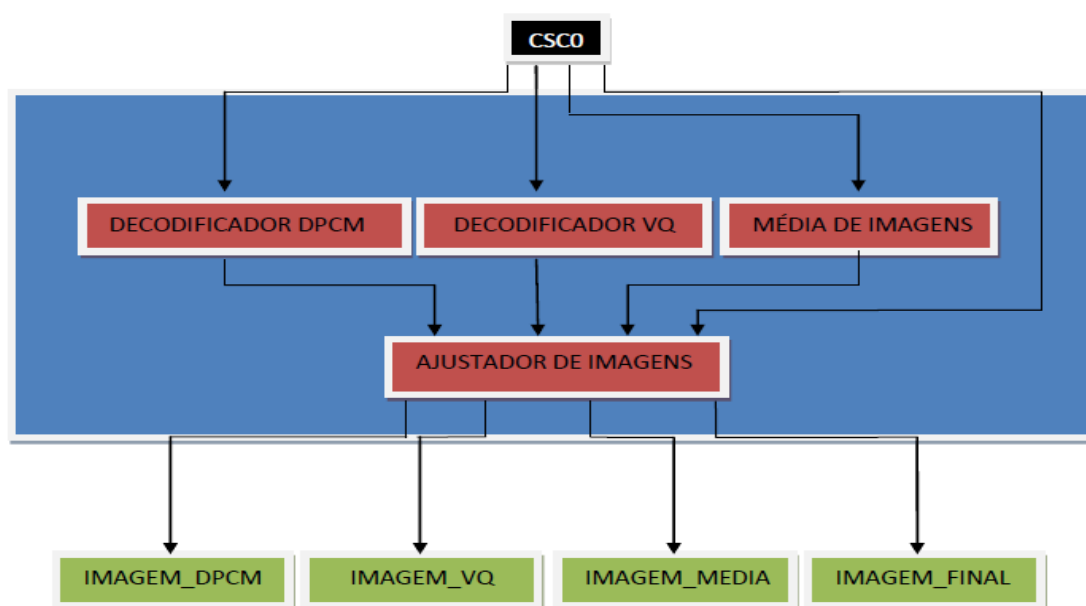 CSC0
DECODIFICADOR DPCM
DECODIFICADOR VQ
MÉDIA DE IMAGENS
AJUSTADOR DE IMAGENS
IMAGEM_DPCM
IMAGEM_VQ
IMAGEM_MEDIA
IMAGEM_FINAL